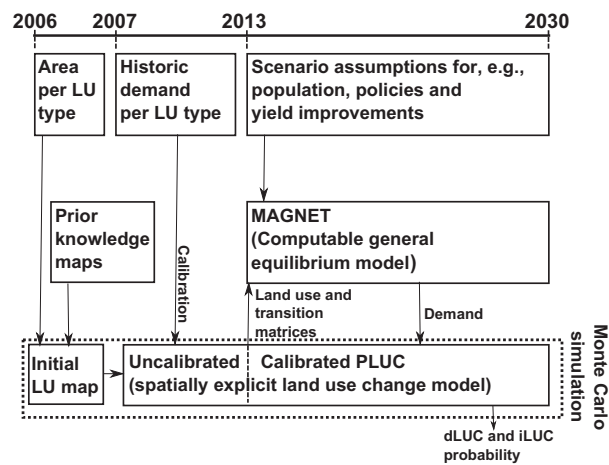 2006 2007 2013 2030
Area
per LU
type
Historic
demand
per LU type
Scenario assumptions for, e.g.,
population, policies and
yield improvements
Prior
knowledge
maps
Calibration
MAGNET
(Computable general
equilibrium model)
Land use and
transition
matrices
Demand
Initial
LU map
Uncalibrated Calibrated PLUC
(spatially explicit land use change model)
Monte Carlo
simulation
dLUC and iLUC
probability